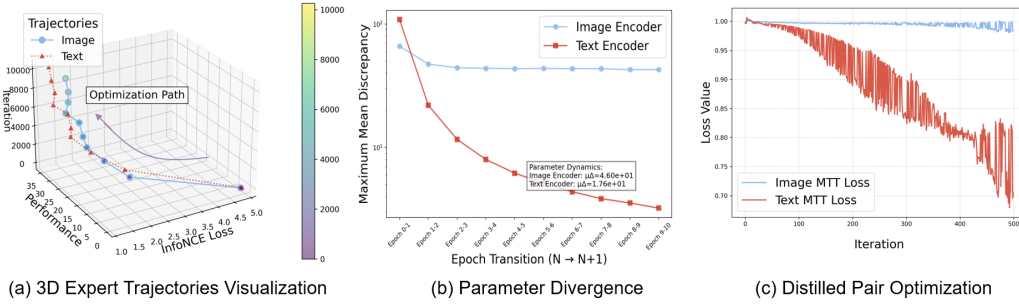 Trajectories
Image
Text
Optimization Path
Iteration
10000
8000
6000
4000
2000
0
Performance
35
30
25
20
15
10
5
0
InfoNCE Loss
1.0
1.5
2.0
2.5
3.0
3.5
4.0
4.5
5.0
10000
8000
6000
4000
2000
0
(a) 3D Expert Trajectories Visualization
Maximum Mean Discrepancy
10²
10¹
Image Encoder
Text Encoder
Parameter Dynamics:
Image Encoder: μΔ=4.60e+01
Text Encoder: μΔ=1.76e+01
Epoch 0-1
Epoch 1-2
Epoch 2-3
Epoch 3-4
Epoch 4-5
Epoch 5-6
Epoch 6-7
Epoch 7-8
Epoch 8-9
Epoch 9-10
Epoch Transition (N → N+1)
(b) Parameter Divergence
Loss Value
1.00
0.95
0.90
0.85
0.80
0.75
0.70
Image MTT Loss
Text MTT Loss
0
100
200
300
400
500
Iteration
(c) Distilled Pair Optimization